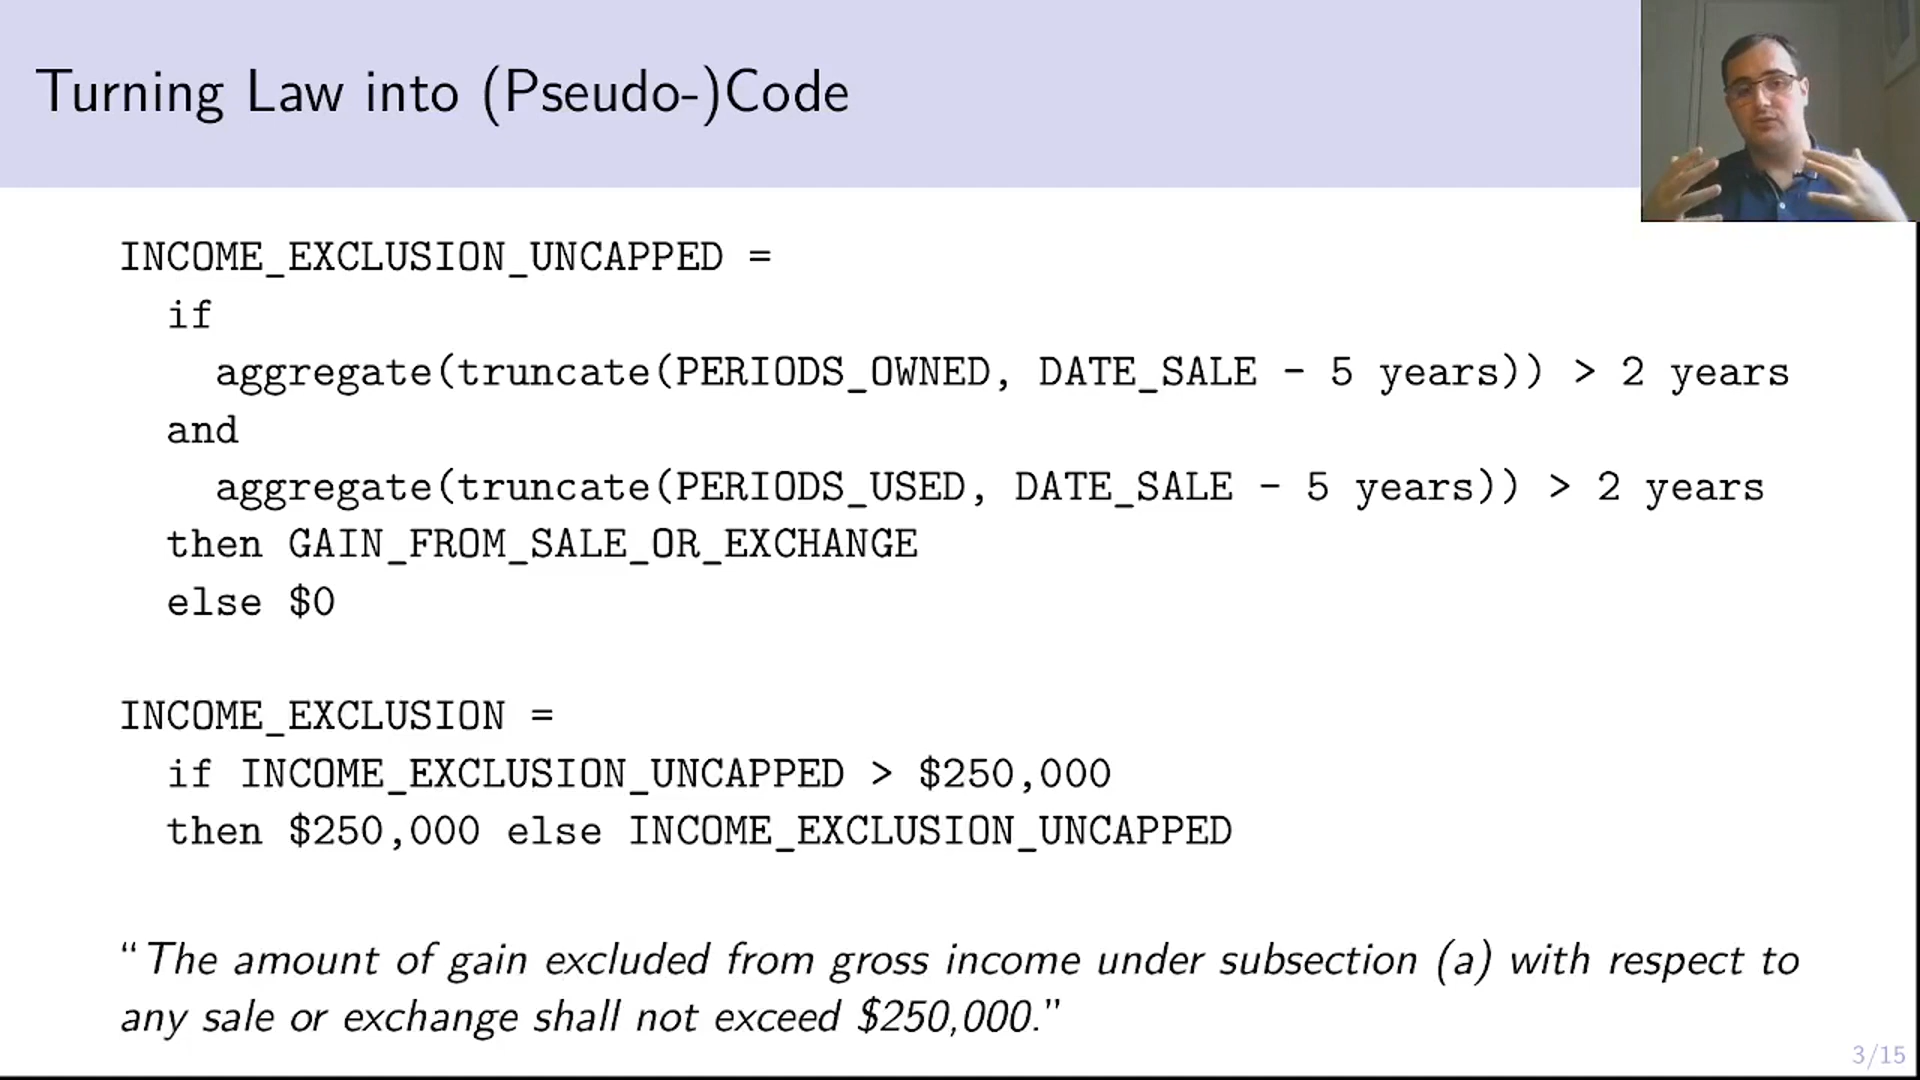 Turning Law into (Pseudo-)Code
INCOME_EXCLUSION_UNCAPPED =
if
aggregate(truncate(PERIODS_OWNED, DATE_SALE - 5 years)) > 2 years
and
aggregate(truncate(PERIODS_USED, DATE_SALE - 5 years)) > 2 years
then GAIN_FROM_SALE_OR_EXCHANGE
else $0
INCOME_EXCLUSION =
if INCOME_EXCLUSION_UNCAPPED > $250,000
then $250,000 else INCOME_EXCLUSION_UNCAPPED
“The amount of gain excluded from gross income under subsection (a) with respect to
any sale or exchange shall not exceed $250,000.”
3/15